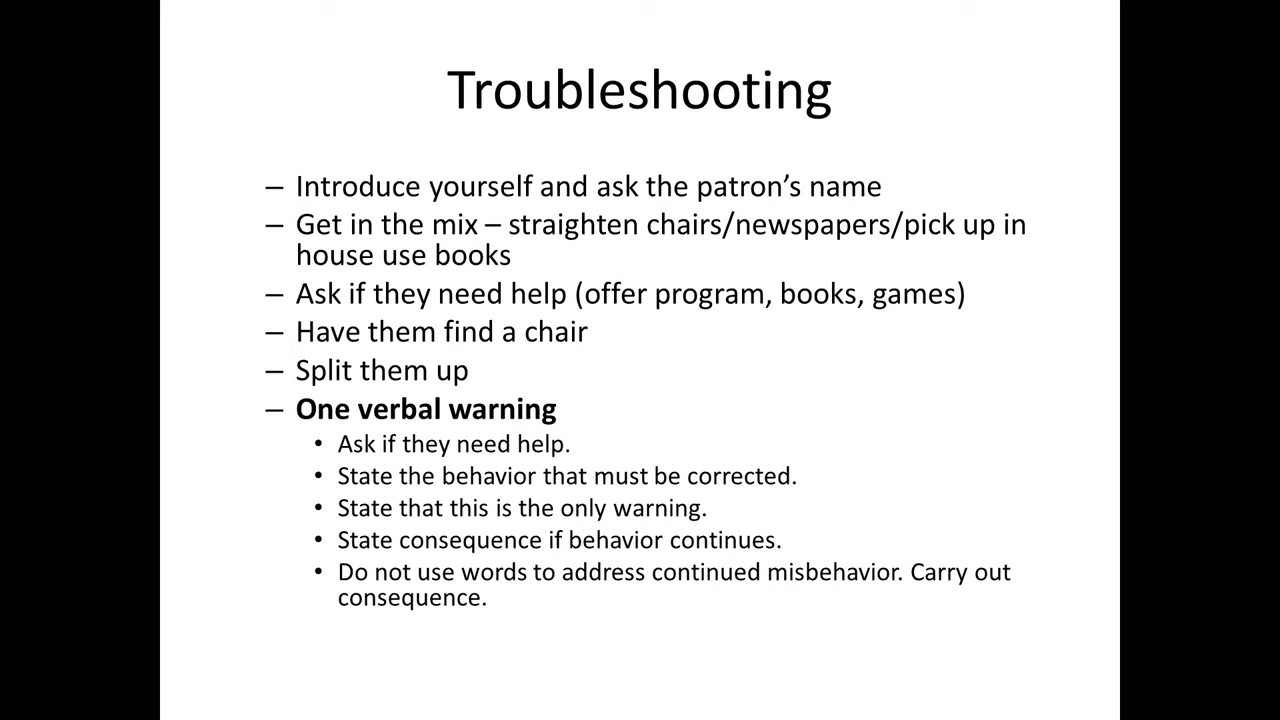 Troubleshooting
– Introduce yourself and ask the patron’s name
– Get in the mix – straighten chairs/newspapers/pick up in
house use books
– Ask if they need help (offer program, books, games)
– Have them find a chair
– Split them up
– One verbal warning
• Ask if they need help.
• State the behavior that must be corrected.
• State that this is the only warning.
• State consequence if behavior continues.
• Do not use words to address continued misbehavior. Carry out
consequence.